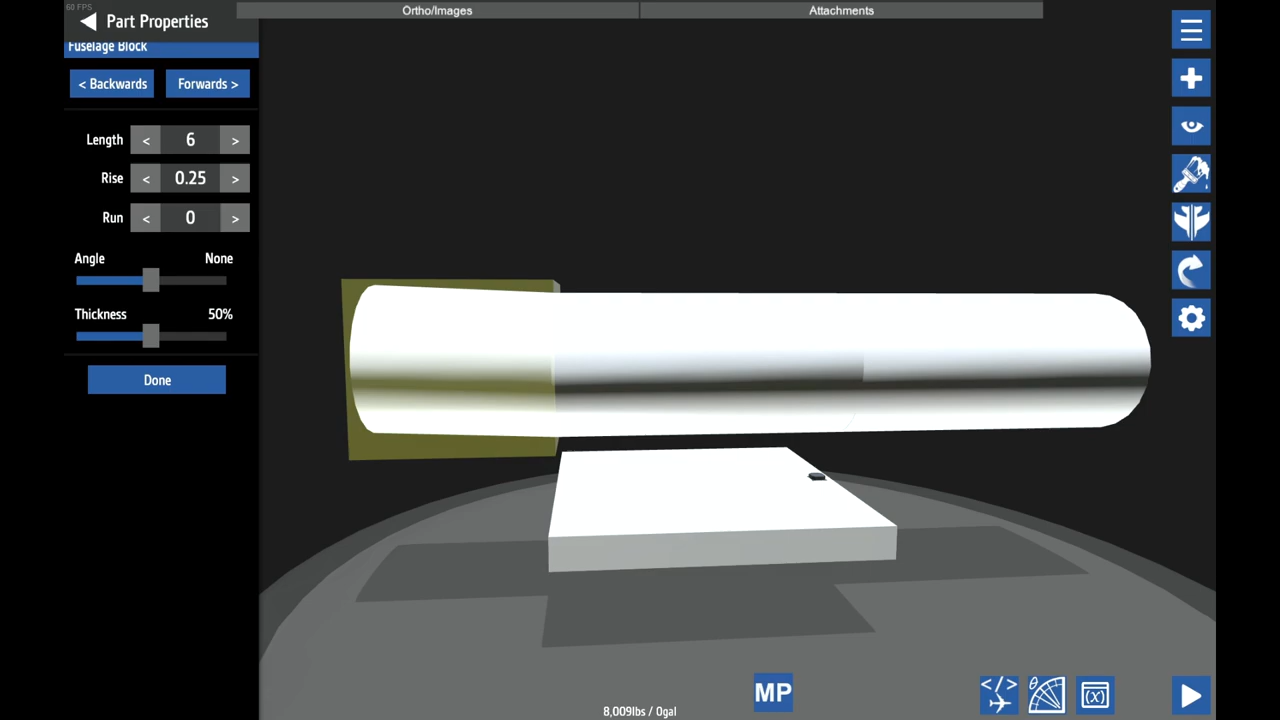 60 FPS
Part Properties
Ortho/Images
Attachments
Fuselage Block
< Backwards
Forwards >
Length < 6 >
Rise < 0.25 >
Run < 0 >
Angle None
Thickness 50%
Done
MP
</>
(x)
8,009lbs / 0gal